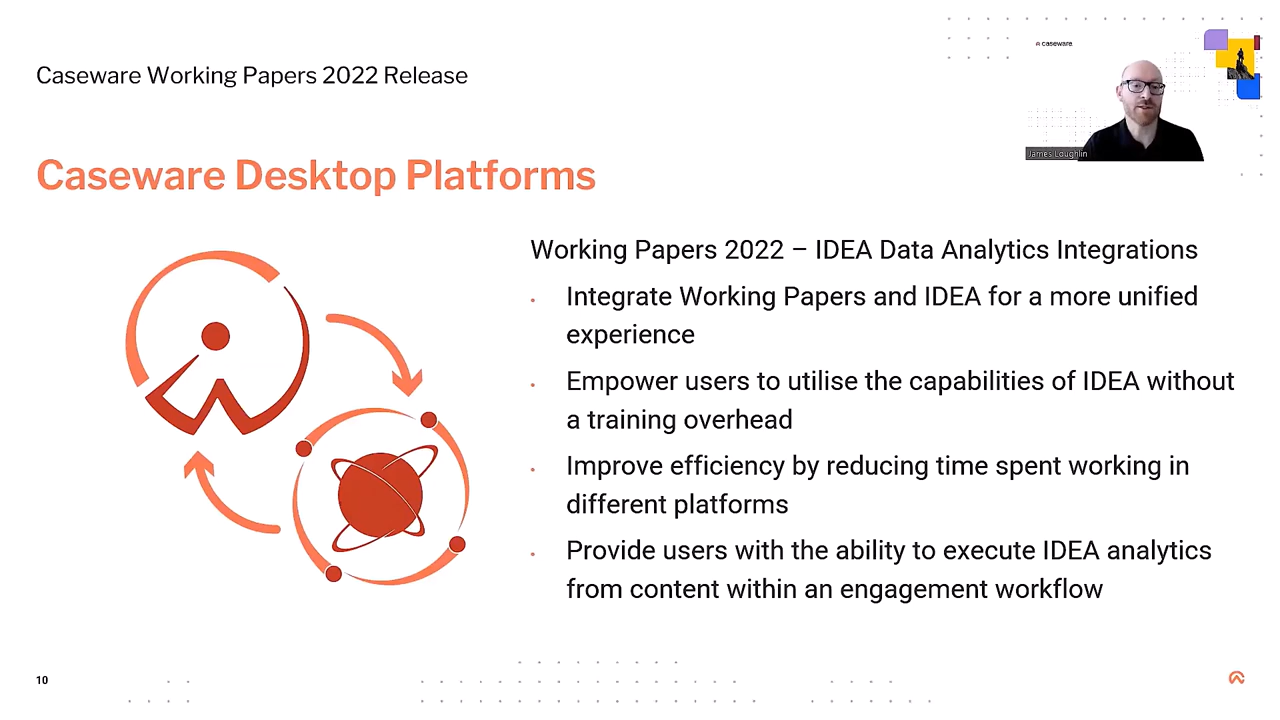 Caseware Working Papers 2022 Release
caseware
James Loughlin
Caseware Desktop Platforms
Working Papers 2022 – IDEA Data Analytics Integrations
Integrate Working Papers and IDEA for a more unified
experience
Empower users to utilise the capabilities of IDEA without
a training overhead
Improve efficiency by reducing time spent working in
different platforms
Provide users with the ability to execute IDEA analytics
from content within an engagement workflow
10